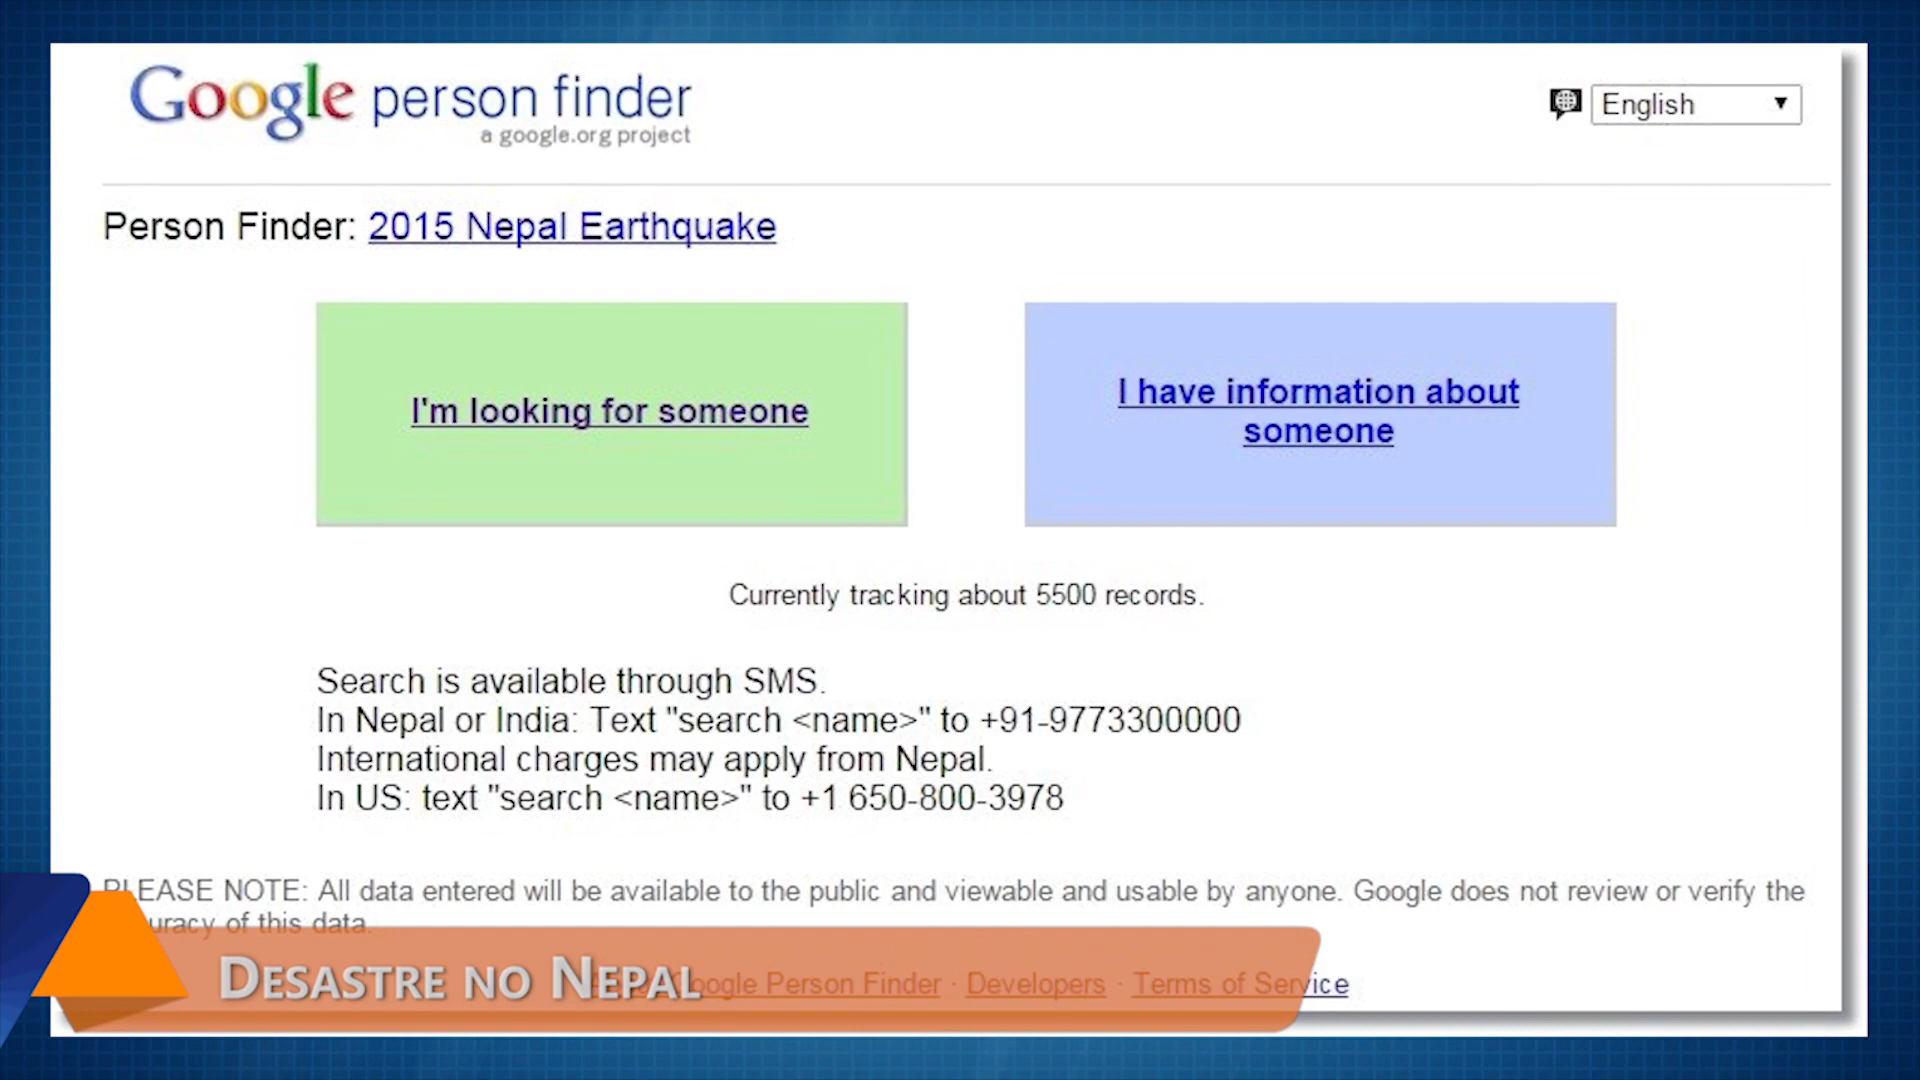 Google person finder
a google.org project
English
Person Finder: 2015 Nepal Earthquake
I'm looking for someone
I have information about
someone
Currently tracking about 5500 records.
Search is available through SMS.
In Nepal or India: Text "search <name>" to +91-9773300000
International charges may apply from Nepal.
In US: text "search <name>" to +1 650-800-3978
PLEASE NOTE: All data entered will be available to the public and viewable and usable by anyone. Google does not review or verify the
of this data.
Google Person Finder · Developers · Terms of Service
DESASTRE NO NEPAL